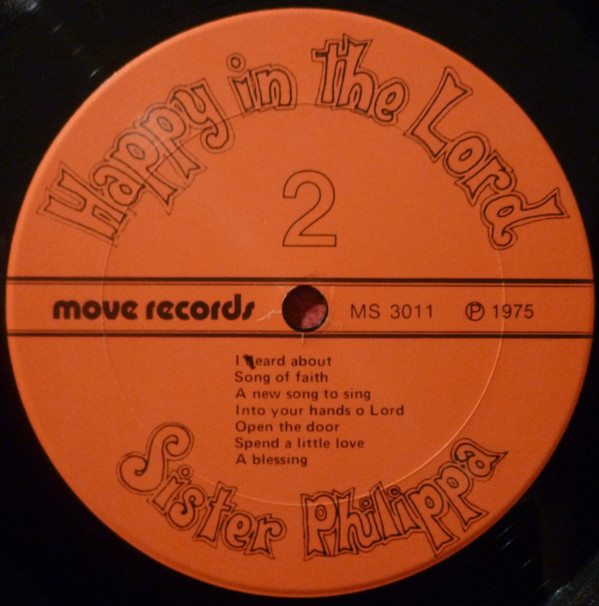 Happy in the Lord
2
move records MS 3011 ℗ 1975
I heard about
Song of faith
A new song to sing
Into your hands o Lord
Open the door
Spend a little love
A blessing
Sister Philippa